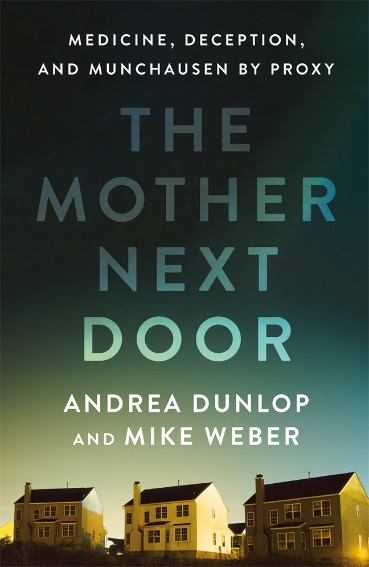 MEDICINE, DECEPTION,
AND MUNCHAUSEN BY PROXY
THE
MOTHER
NEXT
DOOR
ANDREA DUNLOP
AND MIKE WEBER